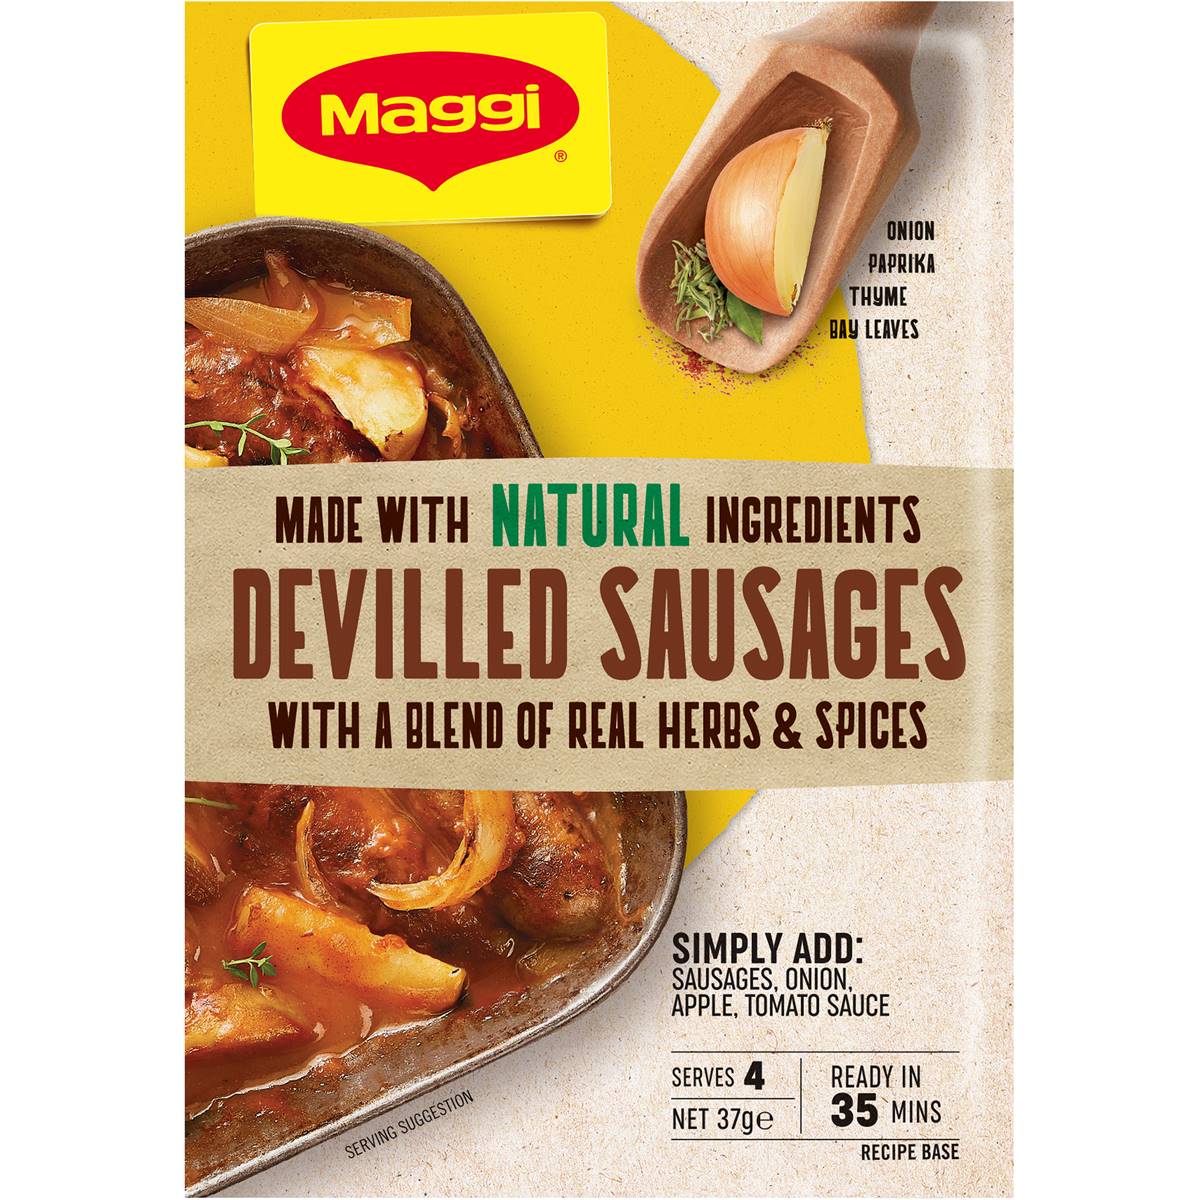 Maggi
®
ONION
PAPRIKA
THYME
BAY LEAVES
MADE WITH NATURAL INGREDIENTS
DEVILLED SAUSAGES
WITH A BLEND OF REAL HERBS & SPICES
SIMPLY ADD:
SAUSAGES, ONION,
APPLE, TOMATO SAUCE
SERVES 4
NET 37g℮
READY IN
35 MINS
RECIPE BASE
SERVING SUGGESTION